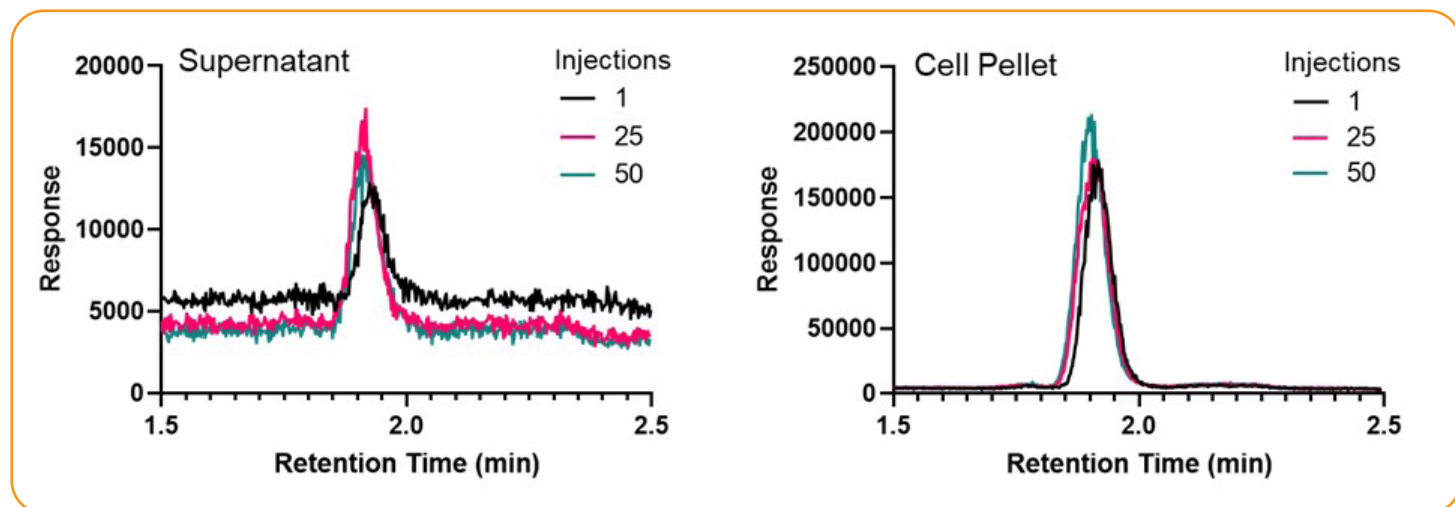 Supernatant
Injections
1
25
50
20000
15000
10000
5000
0
Response
1.5
2.0
2.5
Retention Time (min)
Cell Pellet
Injections
1
25
50
250000
200000
150000
100000
50000
0
Response
1.5
2.0
2.5
Retention Time (min)